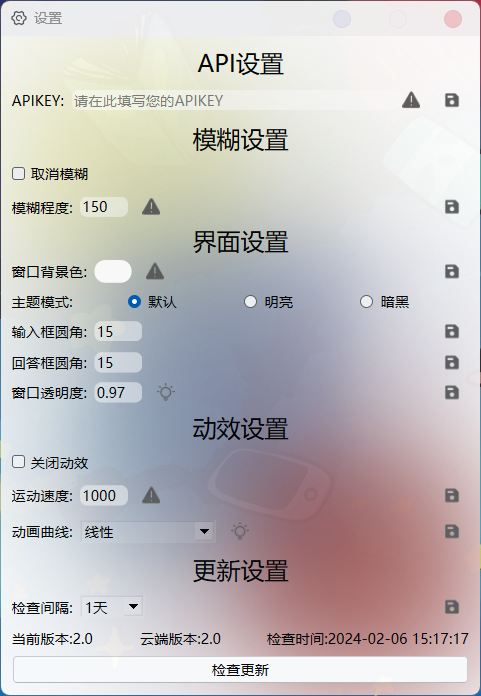 设置
API设置
APIKEY: 请在此填写您的APIKEY
模糊设置
取消模糊
模糊程度: 150
界面设置
窗口背景色:
主题模式: 默认 明亮 暗黑
输入框圆角: 15
回答框圆角: 15
窗口透明度: 0.97
动效设置
关闭动效
运动速度: 1000
动画曲线: 线性
更新设置
检查间隔: 1天
当前版本:2.0 云端版本:2.0 检查时间:2024-02-06 15:17:17
检查更新